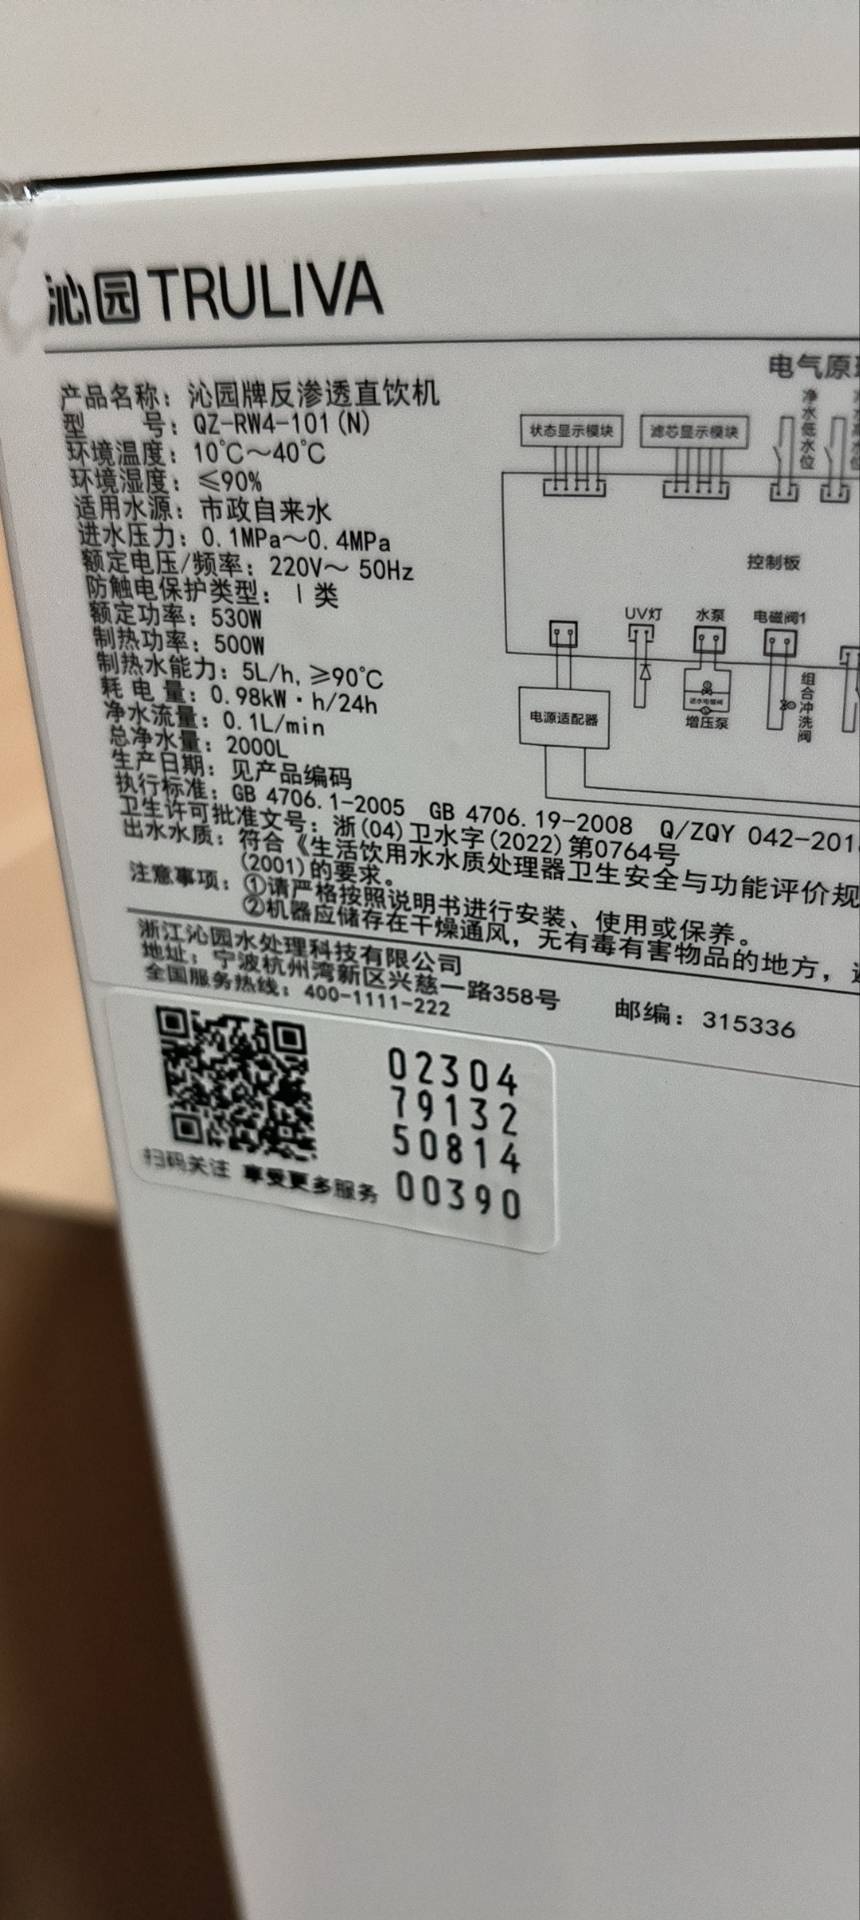 沁园 TRULIVA
产品名称：沁园牌反渗透直饮机
型号：QZ-RW4-101(N)
环境温度：10℃～40℃
环境湿度：≤90%
适用水源：市政自来水
进水压力：0.1MPa～0.4MPa
额定电压/频率：220V～ 50Hz
防触电保护类型：Ⅰ类
额定功率：530W
制热功率：500W
制热水能力：5L/h,≥90℃
耗电量：0.98kW·h/24h
净水流量：0.1L/min
总净水量：2000L
生产日期：见产品编码
执行标准：GB 4706.1-2005 GB 4706.19-2008 Q/ZQY 042-201
卫生许可批准文号：浙(04)卫水字(2022)第0764号
出水水质：符合《生活饮用水水质处理器卫生安全与功能评价规
(2001)的要求。
注意事项：①请严格按照说明书进行安装、使用或保养。
②机器应储存在干燥通风，无有毒有害物品的地方，
浙江沁园水处理科技有限公司
地址：宁波杭州湾新区兴慈一路358号 邮编：315336
全国服务热线：400-1111-222
电气原
状态显示模块
滤芯显示模块
净水低水位
控制板
UV灯
水泵
电磁阀1
电源适配器
增压泵
组合冲洗阀
02304
79132
50814
00390
扫码关注 享受更多服务